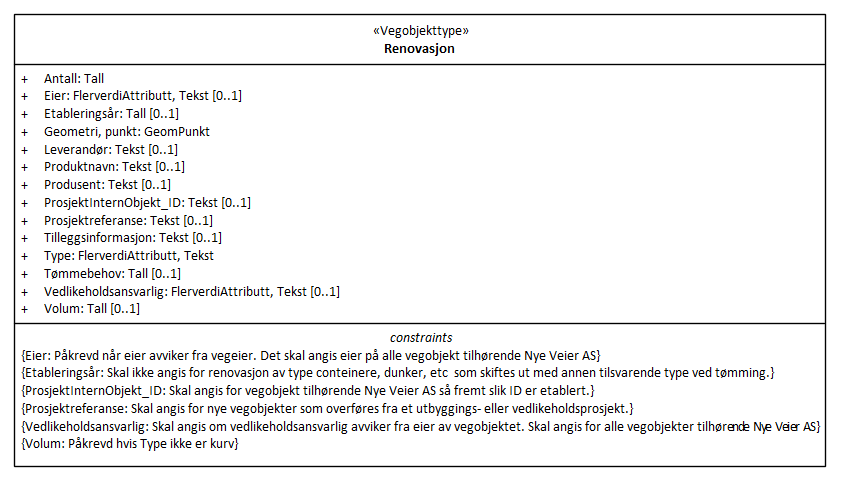 «Vegobjekttype»
Renovasjon
+ Antall: Tall
+ Eier: FlerverdiAttributt, Tekst [0..1]
+ Etableringsår: Tall [0..1]
+ Geometri, punkt: GeomPunkt
+ Leverandør: Tekst [0..1]
+ Produktnavn: Tekst [0..1]
+ Produsent: Tekst [0..1]
+ ProsjektInternObjekt_ID: Tekst [0..1]
+ Prosjektreferanse: Tekst [0..1]
+ Tilleggsinformasjon: Tekst [0..1]
+ Type: FlerverdiAttributt, Tekst
+ Tømmebehov: Tall [0..1]
+ Vedlikeholdsansvarlig: FlerverdiAttributt, Tekst [0..1]
+ Volum: Tall [0..1]
constraints
{Eier: Påkrevd når eier avviker fra vegeier. Det skal angis eier på alle vegobjekt tilhørende Nye Veier AS}
{Etableringsår: Skal ikke angis for renovasjon av type conteinere, dunker, etc  som skiftes ut med annen tilsvarende type ved tømming.}
{ProsjektInternObjekt_ID: Skal angis for vegobjekt tilhørende Nye Veier AS så fremt slik ID er etablert.}
{Prosjektreferanse: Skal angis for nye vegobjekter som overføres fra et utbyggings- eller vedlikeholdsprosjekt.}
{Vedlikeholdsansvarlig: Skal angis om vedlikeholdsansvarlig avviker fra eier av vegobjektet. Skal angis for alle vegobjekter tilhørende Nye Veier AS}
{Volum: Påkrevd hvis Type ikke er kurv}